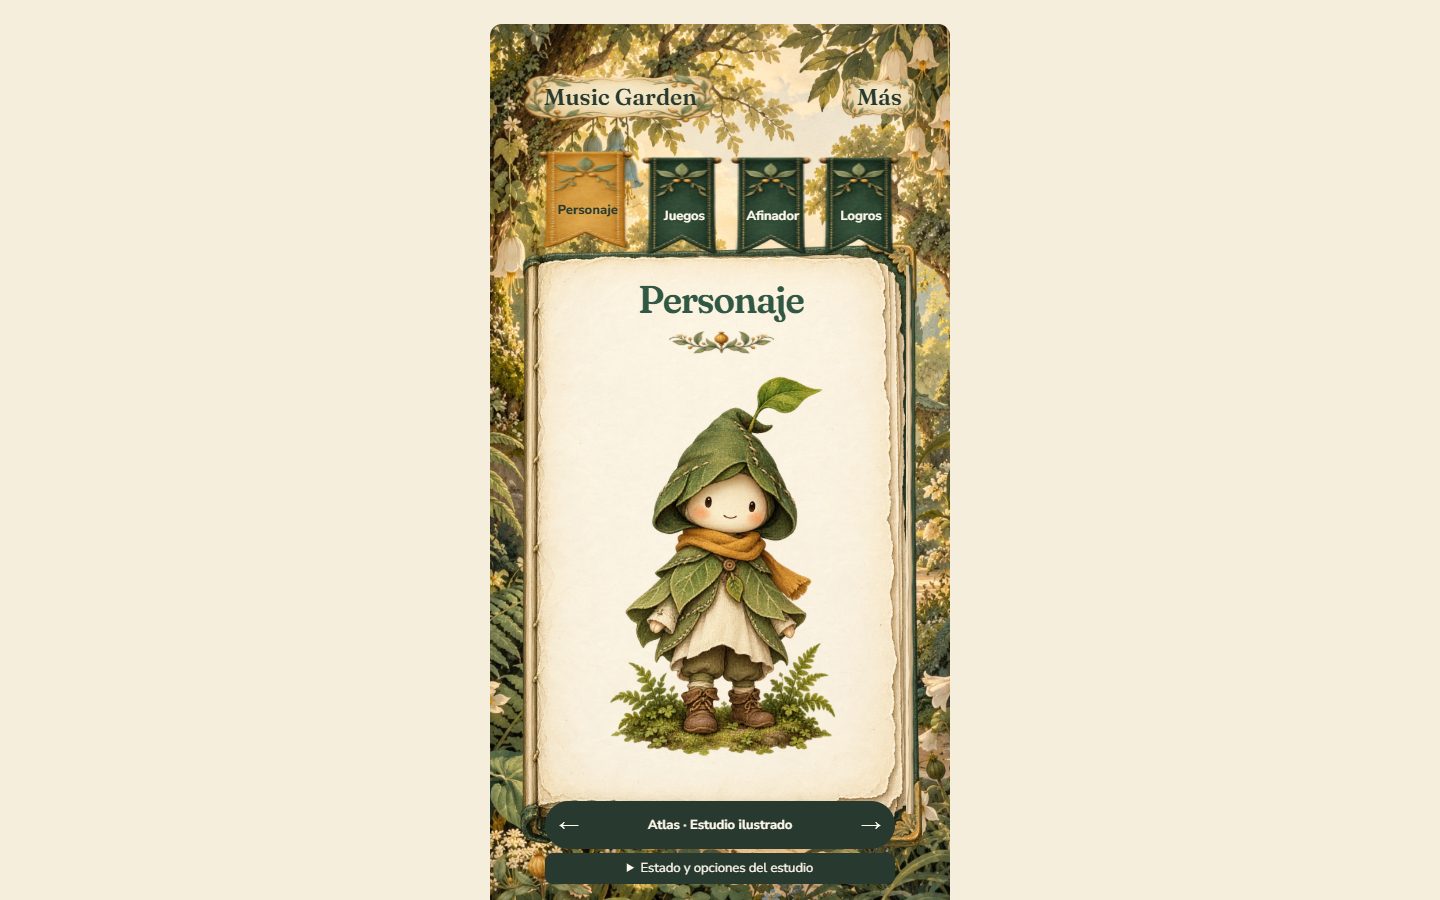 Music Garden
Más
Personaje
Juegos
Afinador
Logros
Personaje
← Atlas · Estudio ilustrado →
▶ Estado y opciones del estudio